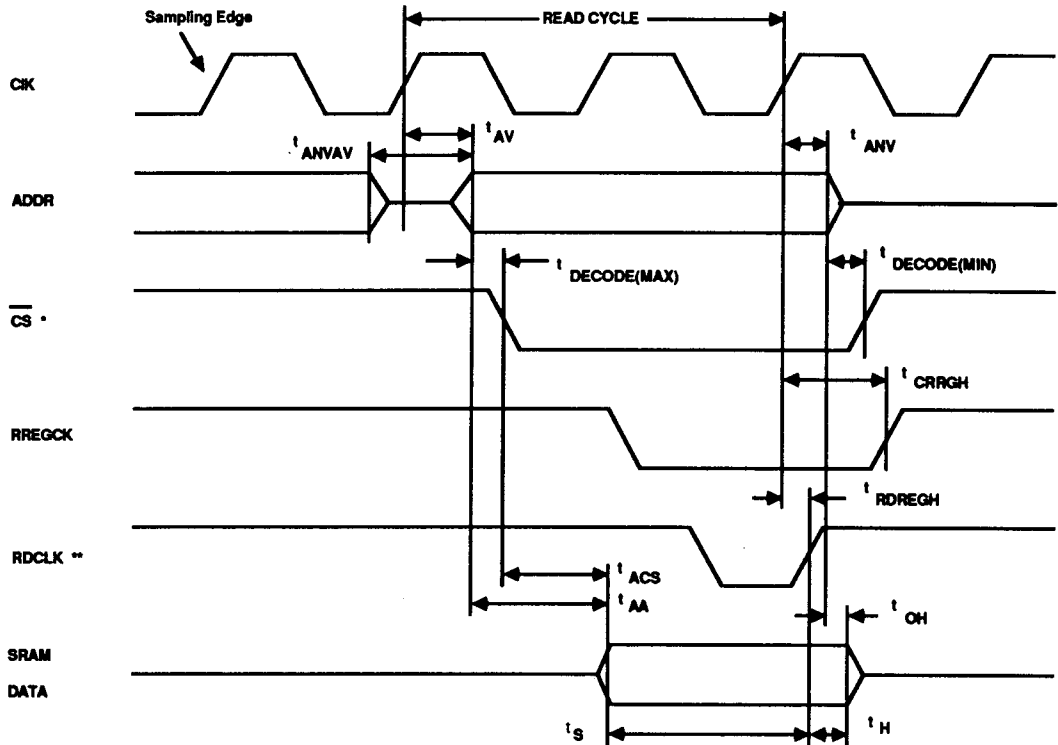 Sampling Edge
READ CYCLE
ClK
t AV
t ANVAV
t ANV
ADDR
t DECODE(MAX)
t DECODE(MIN)
CS *
t CRRGH
RREGCK
t RDREGH
RDCLK **
t ACS
t AA
t OH
SRAM
DATA
t S
t H